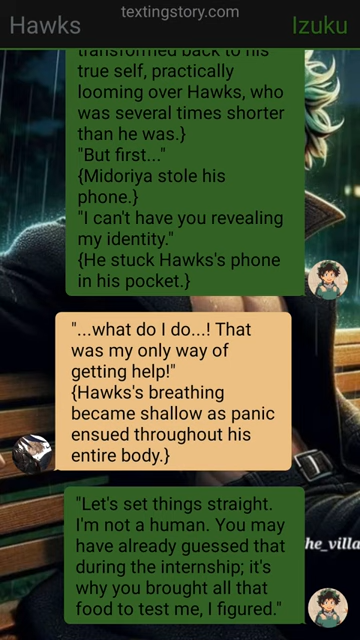 textingstory.com
Hawks
Izuku
transformed back to his
true self, practically
looming over Hawks, who
was several times shorter
than he was.}
"But first..."
{Midoriya stole his
phone.}
"I can't have you revealing
my identity."
{He stuck Hawks's phone
in his pocket.}
"...what do I do...! That
was my only way of
getting help!"
{Hawks's breathing
became shallow as panic
ensued throughout his
entire body.}
"Let's set things straight.
I'm not a human. You may
have already guessed that
during the internship; it's
why you brought all that
food to test me, I figured."
he_villa